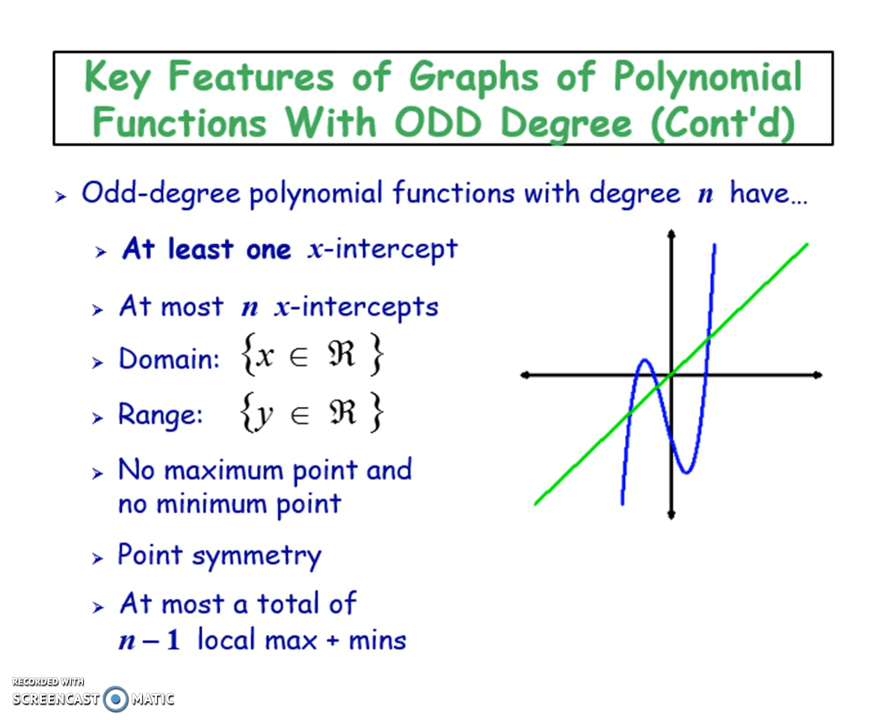 Key Features of Graphs of Polynomial
Functions With ODD Degree (Cont'd)
➢ Odd-degree polynomial functions with degree n have…
➢ At least one x-intercept
➢ At most n x-intercepts
➢ Domain: {x ∈ ℜ }
➢ Range: {y ∈ ℜ }
➢ No maximum point and
no minimum point
➢ Point symmetry
➢ At most a total of
n – 1 local max + mins
RECORDED WITH
SCREENCAST MATIC